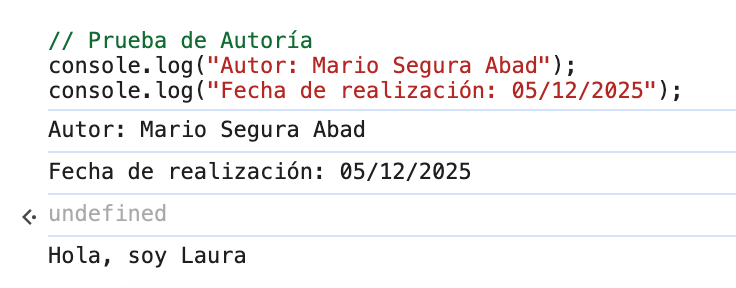 // Prueba de Autoría
console.log("Autor: Mario Segura Abad");
console.log("Fecha de realización: 05/12/2025");
Autor: Mario Segura Abad
Fecha de realización: 05/12/2025
undefined
Hola, soy Laura